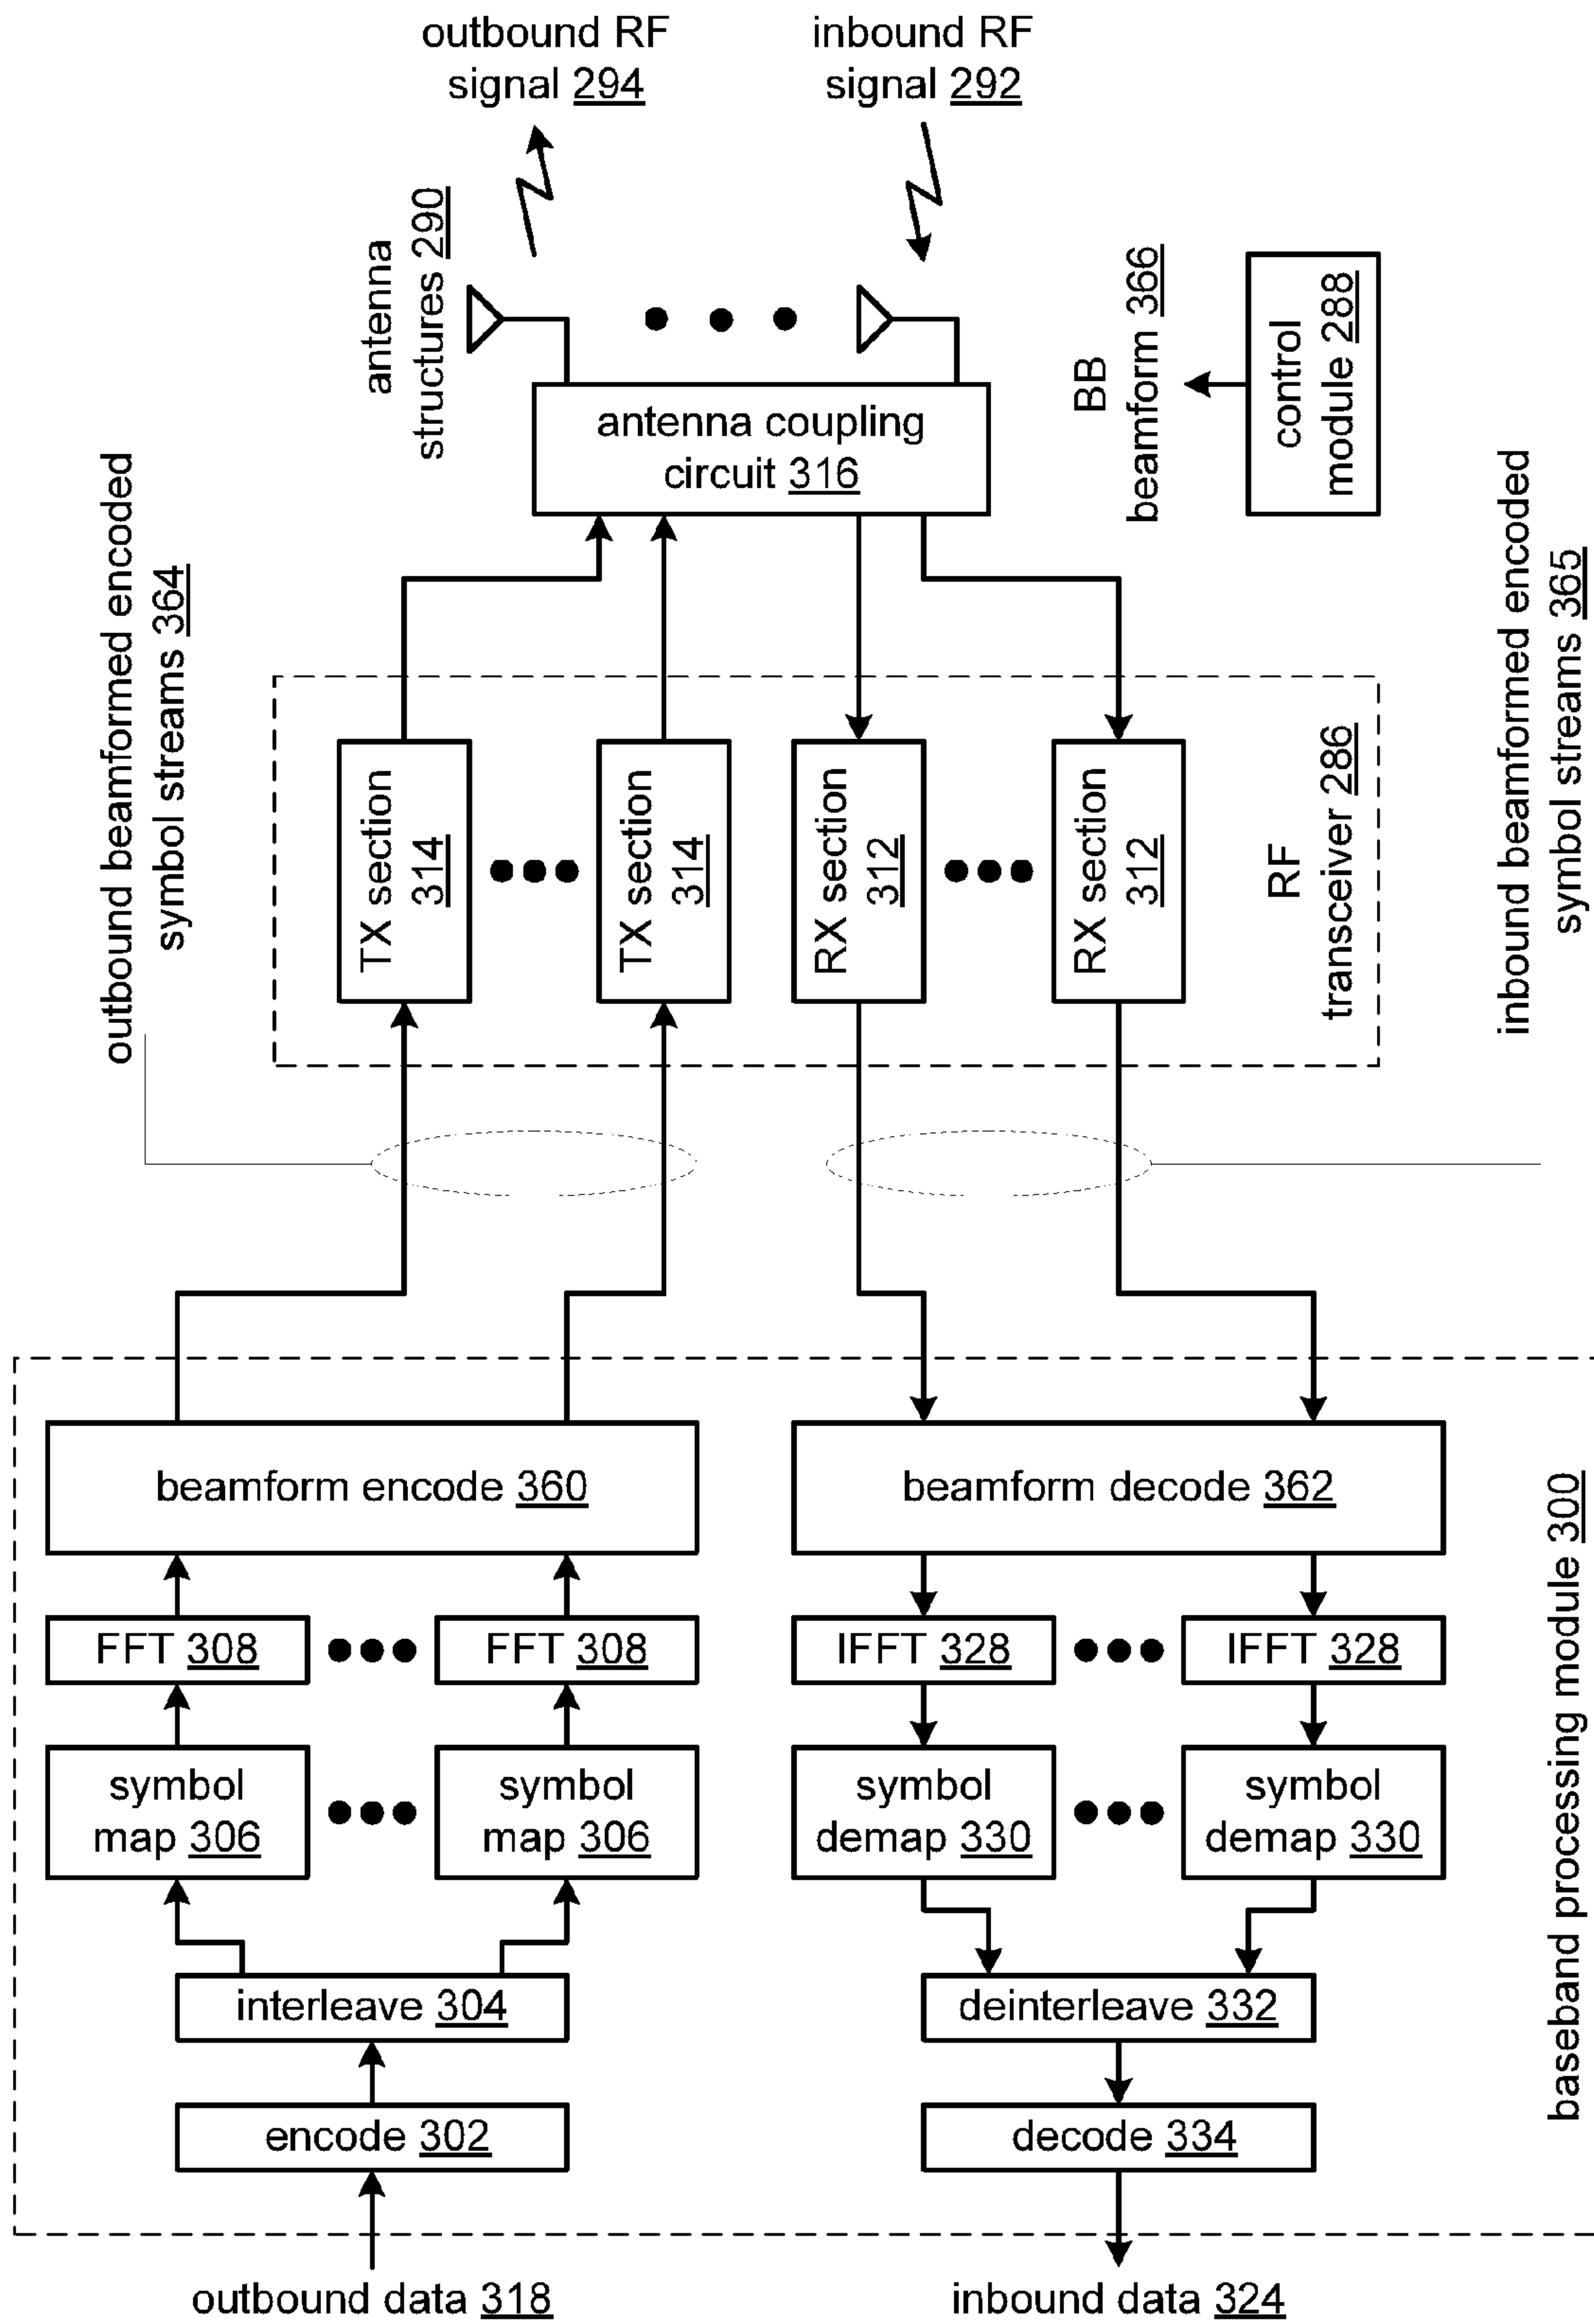 outbound RF
signal 294
inbound RF
signal 292
antenna
structures 290
antenna coupling
circuit 316
BB
beamform 366
control
module 288
outbound beamformed encoded
symbol streams 364
inbound beamformed encoded
symbol streams 365
TX section
314
TX section
314
RX section
312
RX section
312
RF
transceiver 286
beamform encode 360
beamform decode 362
FFT 308
FFT 308
IFFT 328
IFFT 328
symbol
map 306
symbol
map 306
symbol
demap 330
symbol
demap 330
interleave 304
deinterleave 332
encode 302
decode 334
baseband processing module 300
outbound data 318
inbound data 324